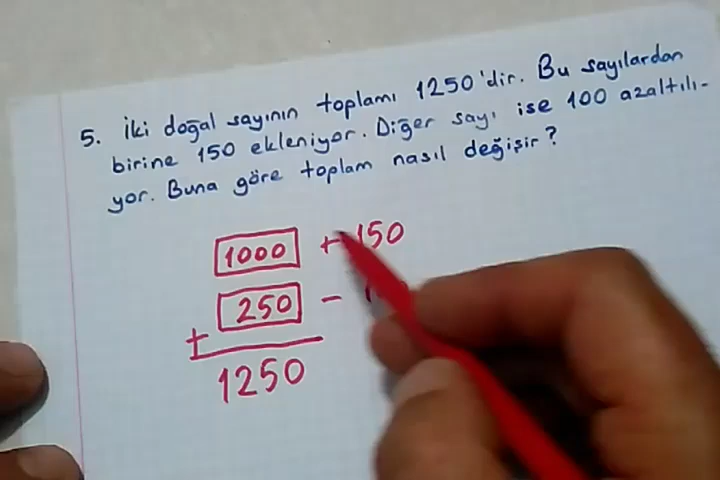 5. İki doğal sayının toplamı 1250'dir. Bu sayılardan
birine 150 ekleniyor. Diğer sayı ise 100 azaltılı-
yor. Buna göre toplam nasıl değişir?
1000 + 150
250 -
+
1250